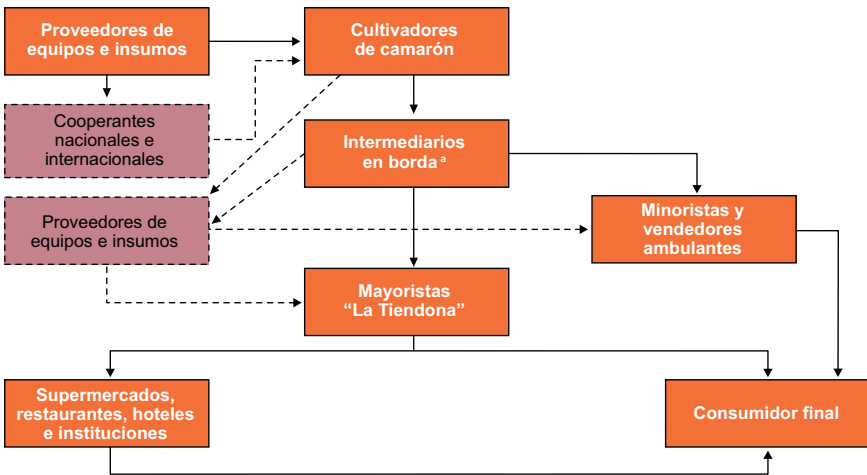 Proveedores de
equipos e insumos
Cultivadores
de camarón
Cooperantes
nacionales e
internacionales
Intermediarios
en borda ª
Proveedores de
equipos e insumos
Minoristas y
vendedores
ambulantes
Mayoristas
“La Tiendona”
Supermercados,
restaurantes, hoteles
e instituciones
Consumidor final